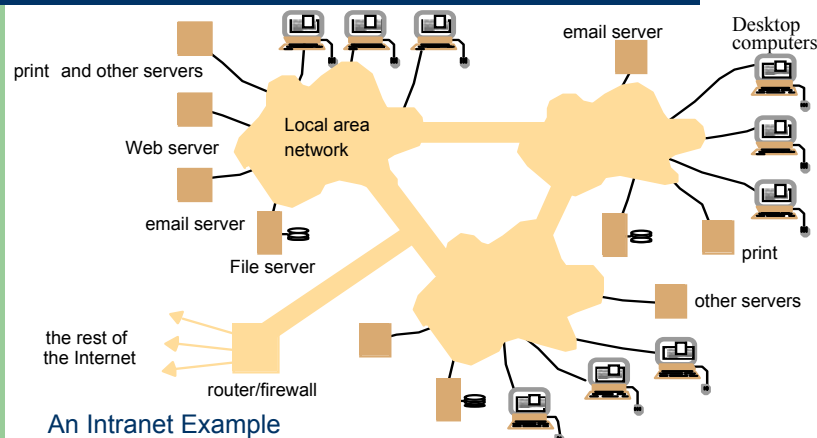 email server
Desktop
computers
print and other servers
Local area
network
Web server
email server
File server
print
other servers
the rest of
the Internet
router/firewall
An Intranet Example